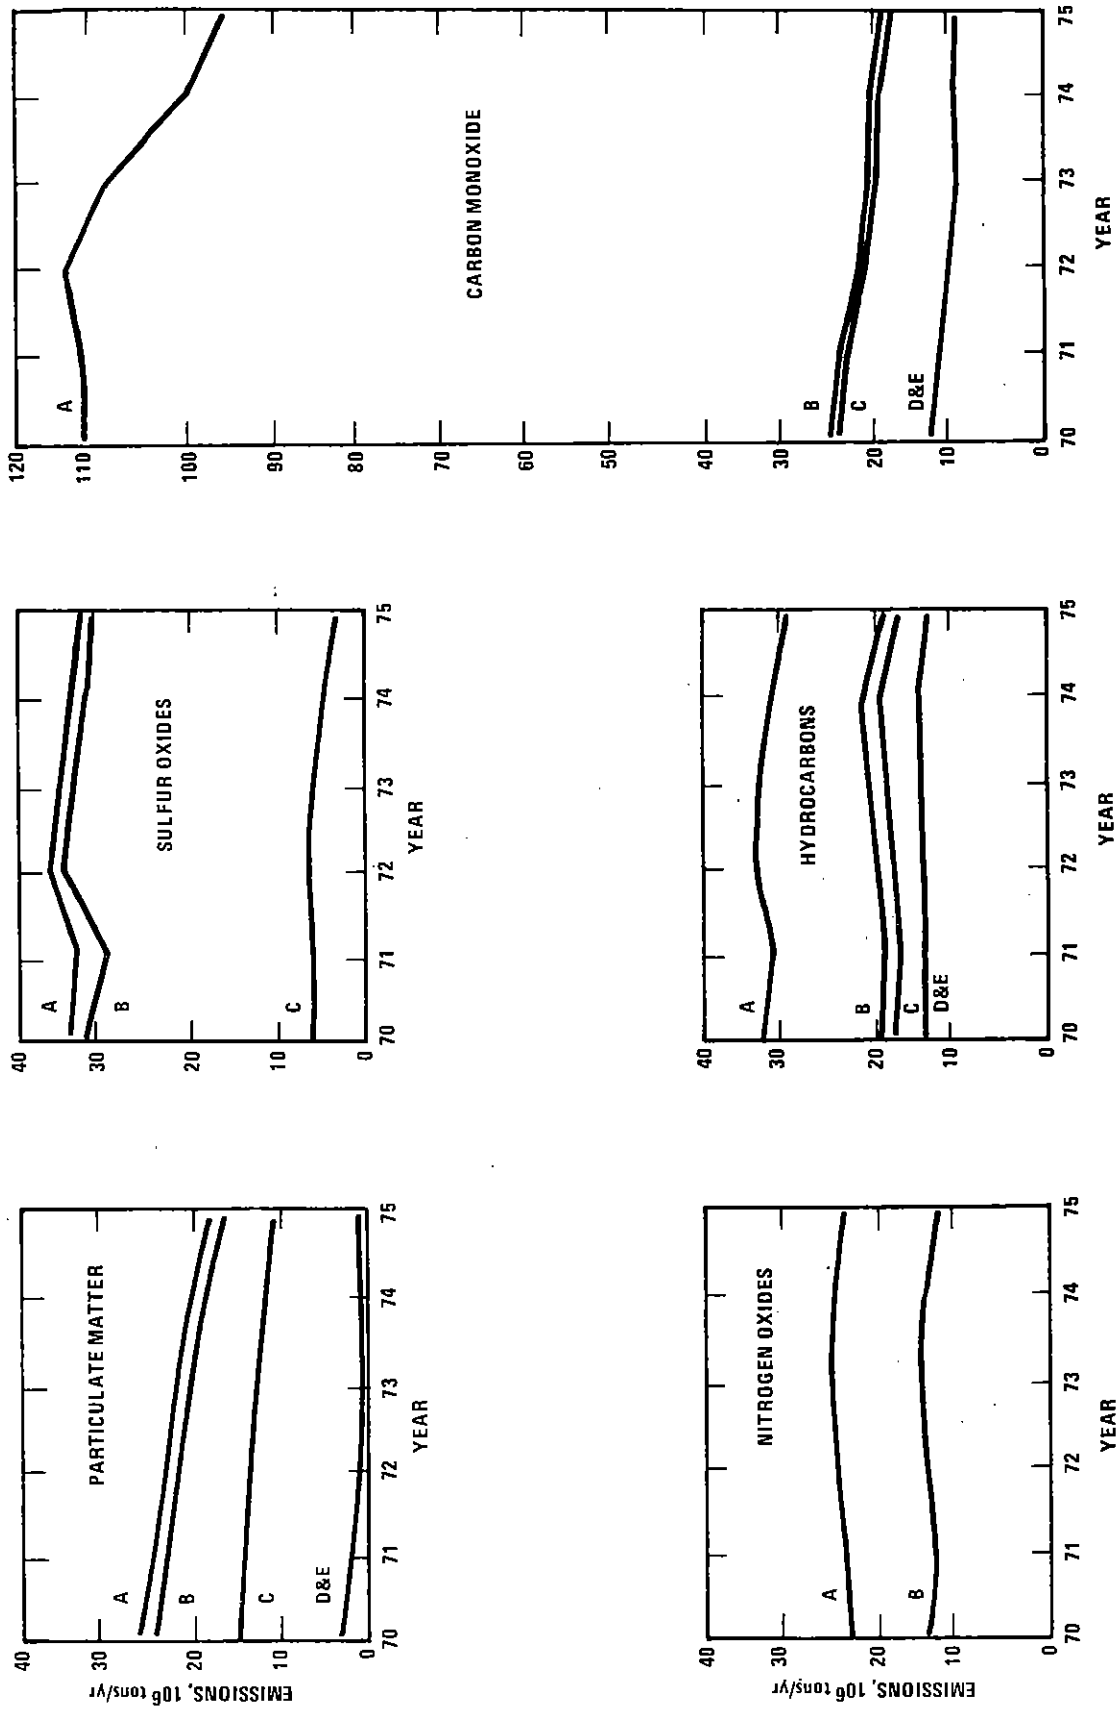 EMISSIONS, 10⁶ tons/yr
40
30
20
10
0
PARTICULATE MATTER
A
B
C
D&E
70
71
72
73
74
75
YEAR
40
30
20
10
0
SULFUR OXIDES
A
B
C
70
71
72
73
74
75
YEAR
120
110
100
90
80
70
60
50
40
30
20
10
0
CARBON MONOXIDE
A
B
C
D&E
70
71
72
73
74
75
YEAR
EMISSIONS, 10⁶ tons/yr
40
30
20
10
0
NITROGEN OXIDES
A
B
70
71
72
73
74
75
YEAR
40
30
20
10
0
HYDROCARBONS
A
B
C
D&E
70
71
72
73
74
75
YEAR